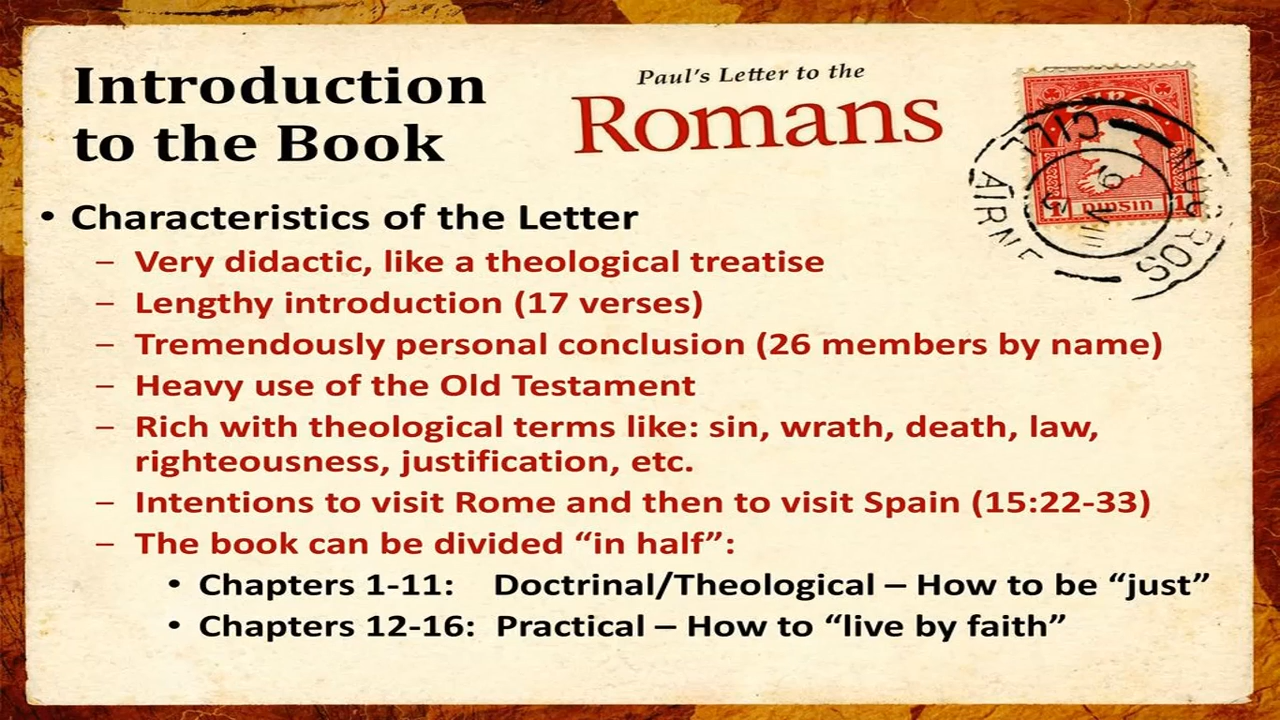 Introduction
to the Book
Paul's Letter to the
Romans
• Characteristics of the Letter
– Very didactic, like a theological treatise
– Lengthy introduction (17 verses)
– Tremendously personal conclusion (26 members by name)
– Heavy use of the Old Testament
– Rich with theological terms like: sin, wrath, death, law,
righteousness, justification, etc.
– Intentions to visit Rome and then to visit Spain (15:22-33)
– The book can be divided “in half”:
• Chapters 1-11: Doctrinal/Theological – How to be “just”
• Chapters 12-16: Practical – How to “live by faith”